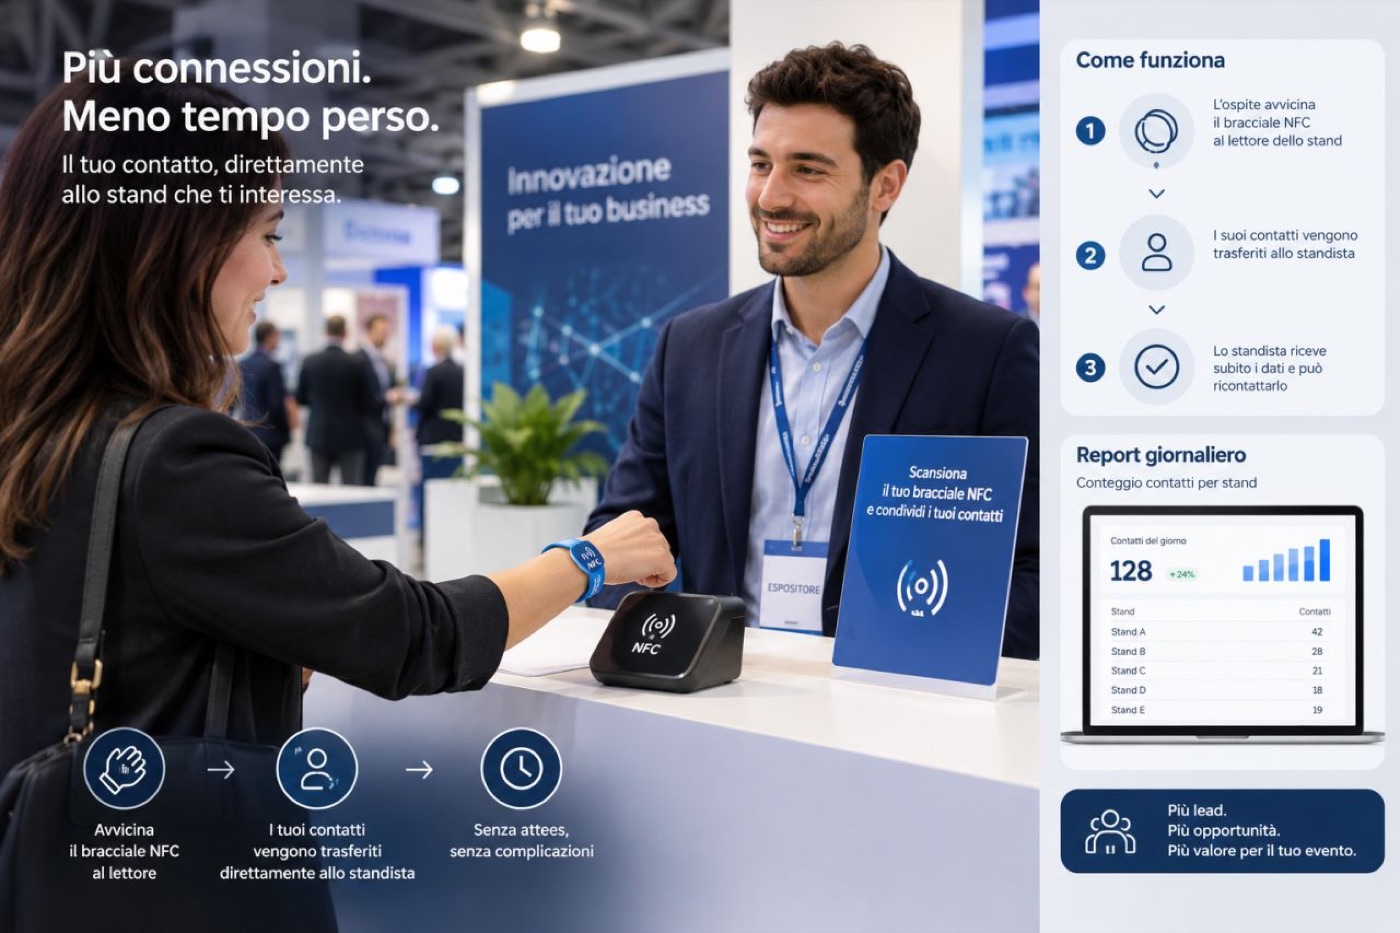 Più connessioni.
Meno tempo perso.
Il tuo contatto, direttamente
allo stand che ti interessa.
Innovazione
per il tuo business
Scansiona
il tuo bracciale NFC
e condividi i tuoi contatti
ESPOSITORE
NFC
NFC
Avvicina
il bracciale NFC
al lettore
I tuoi contatti
vengono trasferiti
direttamente allo standista
Senza attees,
senza complicazioni
Come funziona
1
L'ospite avvicina
il bracciale NFC
al lettore dello stand
2
I suoi contatti vengono
trasferiti allo standista
3
Lo standista riceve
subito i dati e può
ricontattarlo
Report giornaliero
Conteggio contatti per stand
Contatti del giorno
128 +24%
Stand Contatti
Stand A 42
Stand B 28
Stand C 21
Stand D 18
Stand E 19
Più lead.
Più opportunità.
Più valore per il tuo evento.